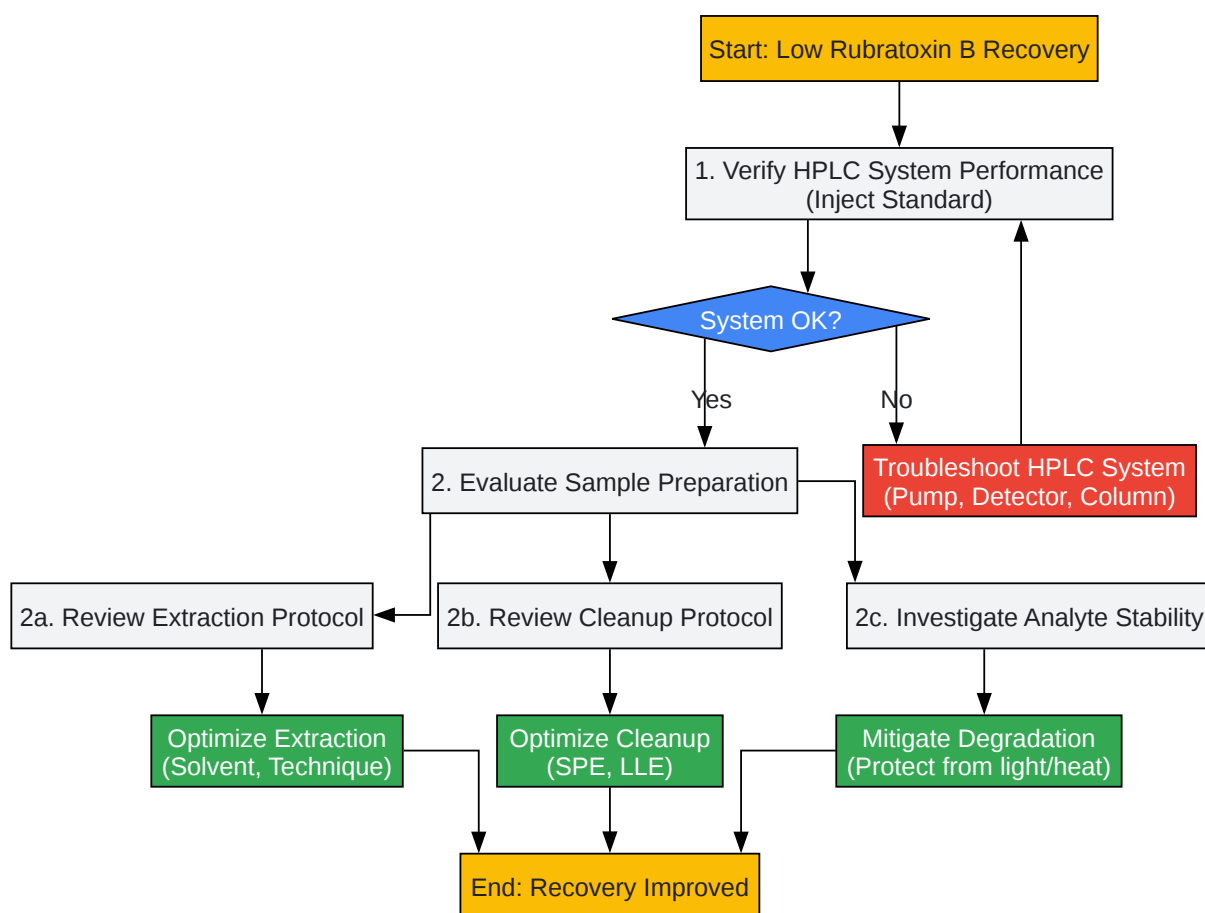 Start: Low Rubratoxin B Recovery
1. Verify HPLC System Performance
(Inject Standard)
System OK?
Yes
No
2. Evaluate Sample Preparation
Troubleshoot HPLC System
(Pump, Detector, Column)
2a. Review Extraction Protocol
2b. Review Cleanup Protocol
2c. Investigate Analyte Stability
Optimize Extraction
(Solvent, Technique)
Optimize Cleanup
(SPE, LLE)
Mitigate Degradation
(Protect from light/heat)
End: Recovery Improved